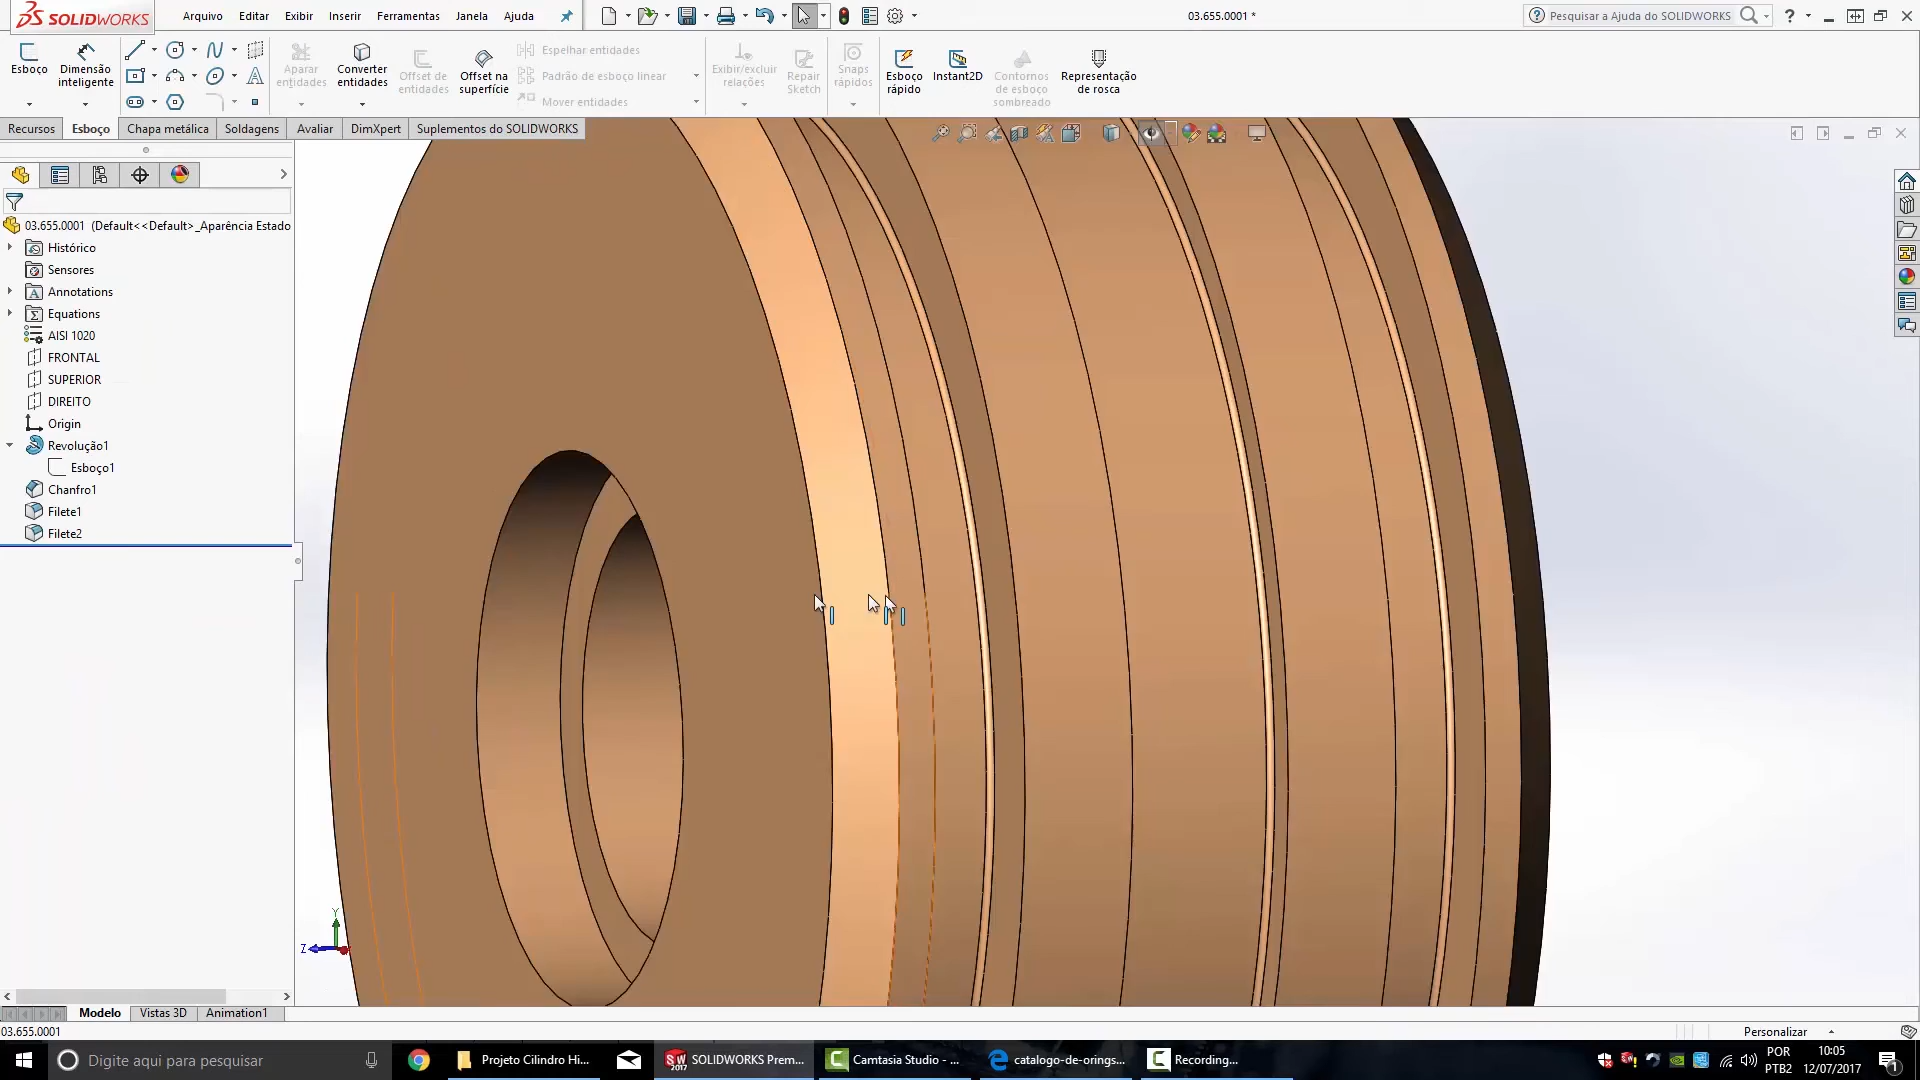 SOLIDWORKS
Arquivo Editar Exibir Inserir Ferramentas Janela Ajuda
03.655.0001 *
Pesquisar a Ajuda do SOLIDWORKS
Esboço
Dimensão inteligente
Aparar entidades
Converter entidades
Offset de entidades
Offset na superfície
Espelhar entidades
Padrão de esboço linear
Mover entidades
Exibir/excluir relações
Repair Sketch
Snaps rápidos
Esboço rápido
Instant2D
Contornos de esboço sombreado
Representação de rosca
Recursos Esboço Chapa metálica Soldagens Avaliar DimXpert Suplementos do SOLIDWORKS
03.655.0001 (Default<<Default>_Aparência Estado
Histórico
Sensores
Annotations
Equations
AISI 1020
FRONTAL
SUPERIOR
DIREITO
Origin
Revolução1
Esboço1
Chanfro1
Filete1
Filete2
Y
Z
Modelo Vistas 3D Animation1
03.655.0001
Personalizar
Digite aqui para pesquisar
Projeto Cilindro Hi...
SOLIDWORKS Prem...
Camtasia Studio - ...
catalogo-de-orings...
Recording...
POR
PTB2
10:05
12/07/2017